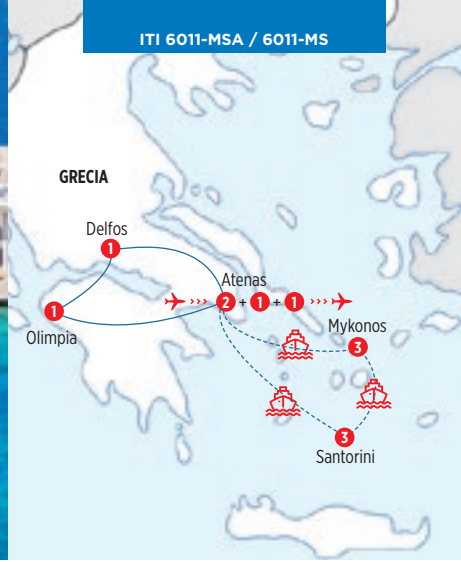 ITI 6011-MSA / 6011-MS
GRECIA
Delfos
1
Atenas
1
2 + 1 + 1
Olimpia
Mykonos
3
3
Santorini